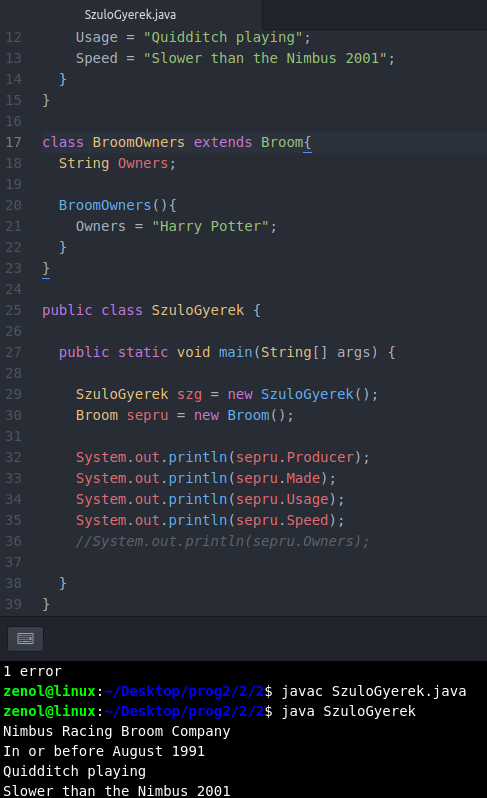 SzuloGyerek.java
12 Usage = "Quidditch playing";
13 Speed = "Slower than the Nimbus 2001";
14 }
15 }
16
17 class BroomOwners extends Broom{
18 String Owners;
19
20 BroomOwners(){
21 Owners = "Harry Potter";
22 }
23 }
24
25 public class SzuloGyerek {
26
27 public static void main(String[] args) {
28
29 SzuloGyerek szg = new SzuloGyerek();
30 Broom sepru = new Broom();
31
32 System.out.println(sepru.Producer);
33 System.out.println(sepru.Made);
34 System.out.println(sepru.Usage);
35 System.out.println(sepru.Speed);
36 //System.out.println(sepru.Owners);
37
38 }
39 }
1 error
zenol@linux:~/Desktop/prog2/2/2$ javac SzuloGyerek.java
zenol@linux:~/Desktop/prog2/2/2$ java SzuloGyerek
Nimbus Racing Broom Company
In or before August 1991
Quidditch playing
Slower than the Nimbus 2001